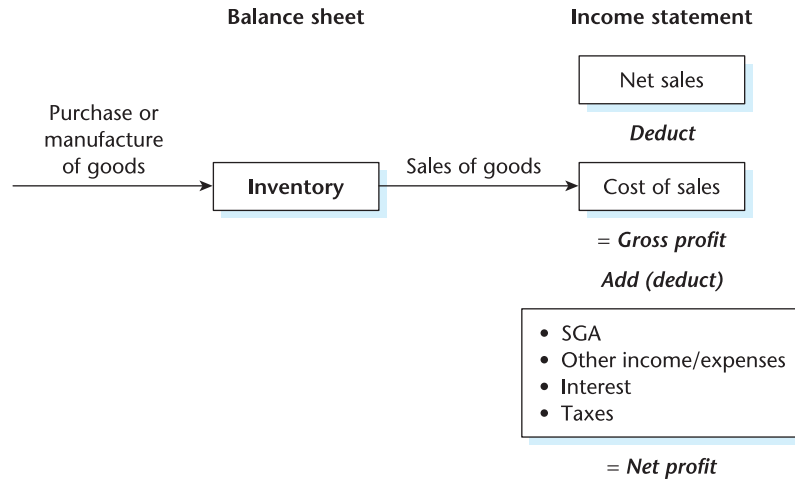 Balance sheet
Income statement
Net sales
Deduct
Purchase or
manufacture
of goods
Inventory
Sales of goods
Cost of sales
= Gross profit
Add (deduct)
• SGA
• Other income/expenses
• Interest
• Taxes
= Net profit